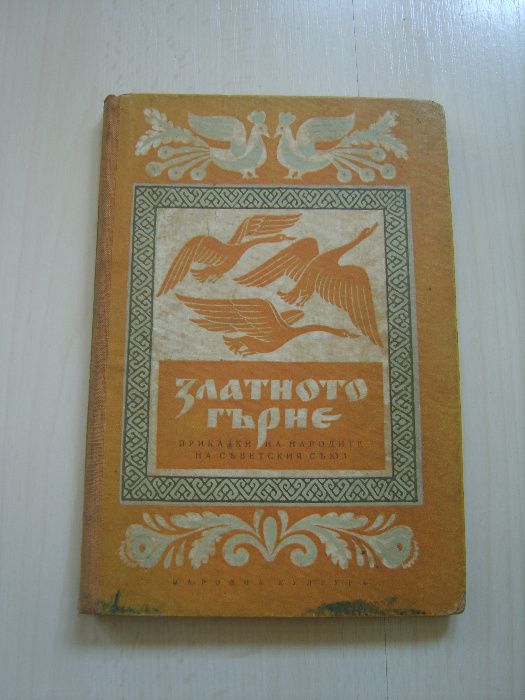 ЗЛАТНОТО
ГЪРНЕ
ПРИКАЗКИ НА НАРОДИТЕ
НА СЪВЕТСКИЯ СЪЮЗ
НАРОДНА КУЛТУРА